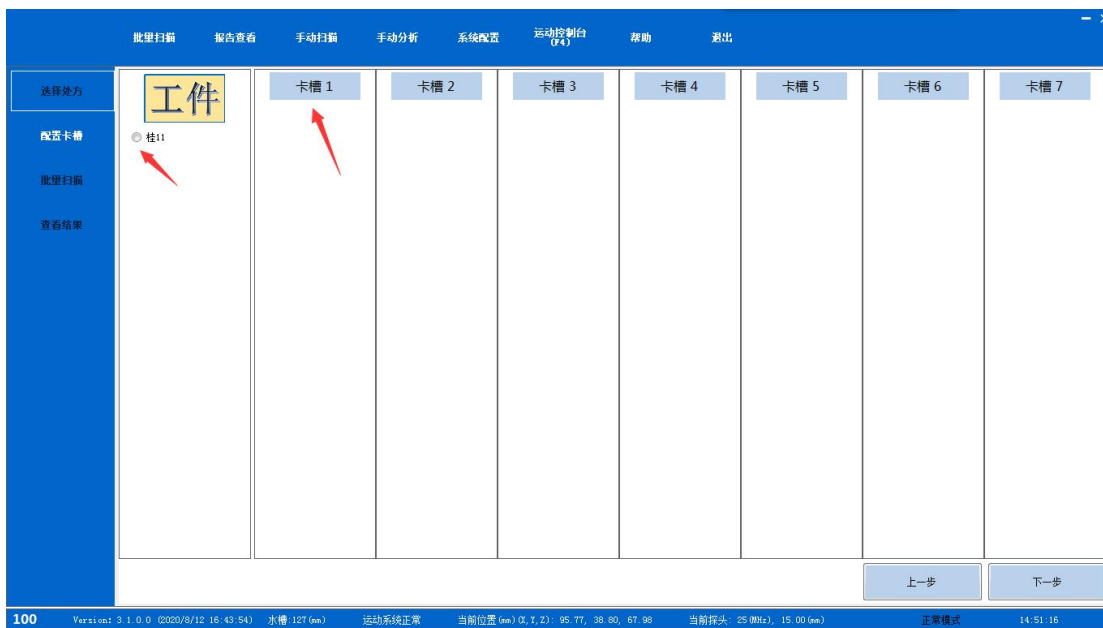 批里扫描 报告查看 手动扫描 手动分析 系统配置 运动控制台 帮助 退出
(F4)
选择处方
工件
卡槽 1 卡槽 2 卡槽 3 卡槽 4 卡槽 5 卡槽 6 卡槽 7
配置卡槽
桂11
批里扫描
查看结果
上一步 下一步
100 Version: 3.1.0.0 (2020/8/12 16:43:54) 水槽:127(mm) 运动系统正常 当前位置(mm)(X,Y,Z): 95.77, 38.80, 67.98 当前探头: 25(MHz), 15.00(mm) 正常模式 14:51:16